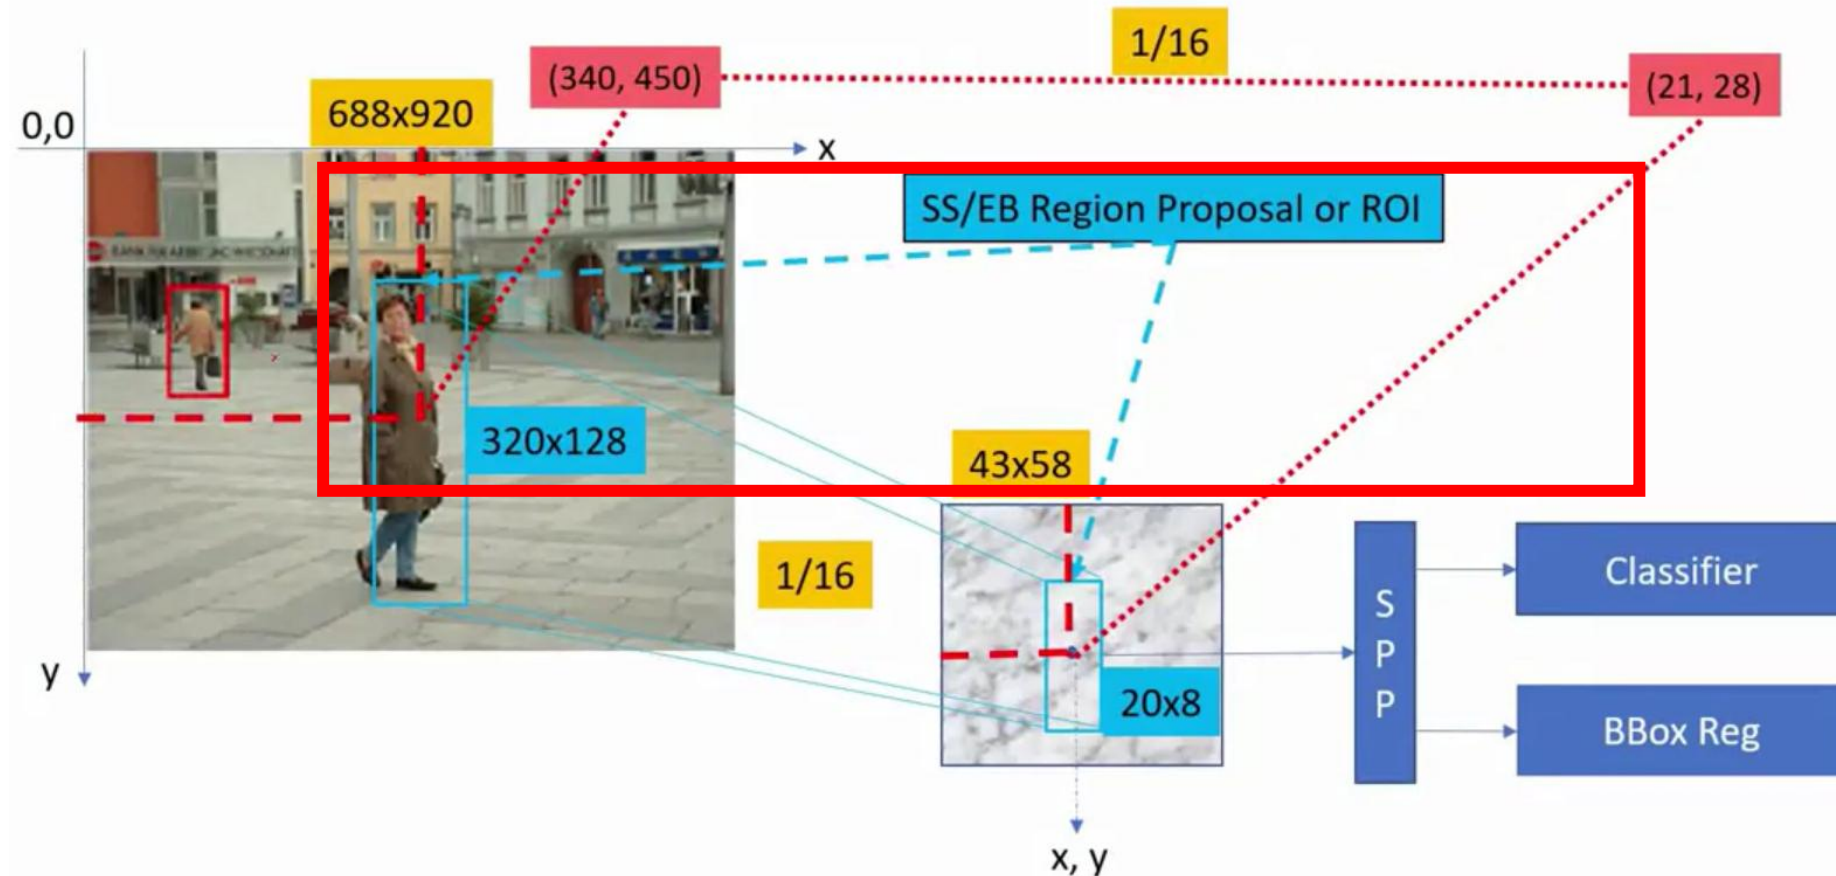 1/16
(340, 450)
(21, 28)
688x920
0,0
x
SS/EB Region Proposal or ROI
320x128
43x58
1/16
y
S
P
P
Classifier
20x8
BBox Reg
x, y